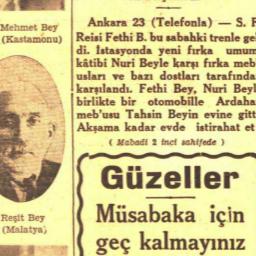 Mehmet Bey
(Kastamonu)
Reşit Bey
(Malatya)
Ankara 23 (Telefonla) — S. F
Reisi Fethi B. bu sabahki trenle gel
di. İstasyonda yeni fırka umum
kâtibi Nuri Beyle karşı fırka meb
usları ve bazı dostları tarafında
karşılandı. Fethi Bey, Nuri Beyl
birlikte bir otomobille Ardaha
meb'usu Tahsin Beyin evine gitt
Akşama kadar evde istirahat et
( Mabadi 2 inci sahifede )
Güzeller
Müsabaka için
geç kalmayınız